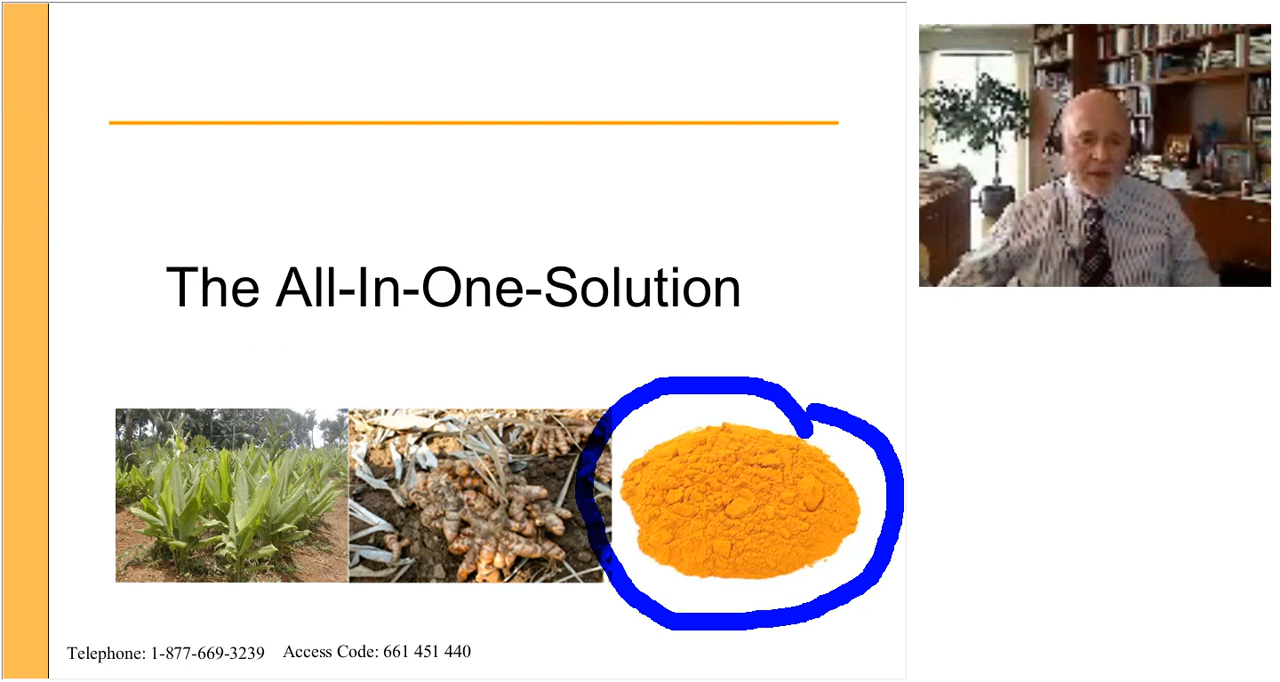 The All-In-One-Solution
Telephone: 1-877-669-3239 Access Code: 661 451 440